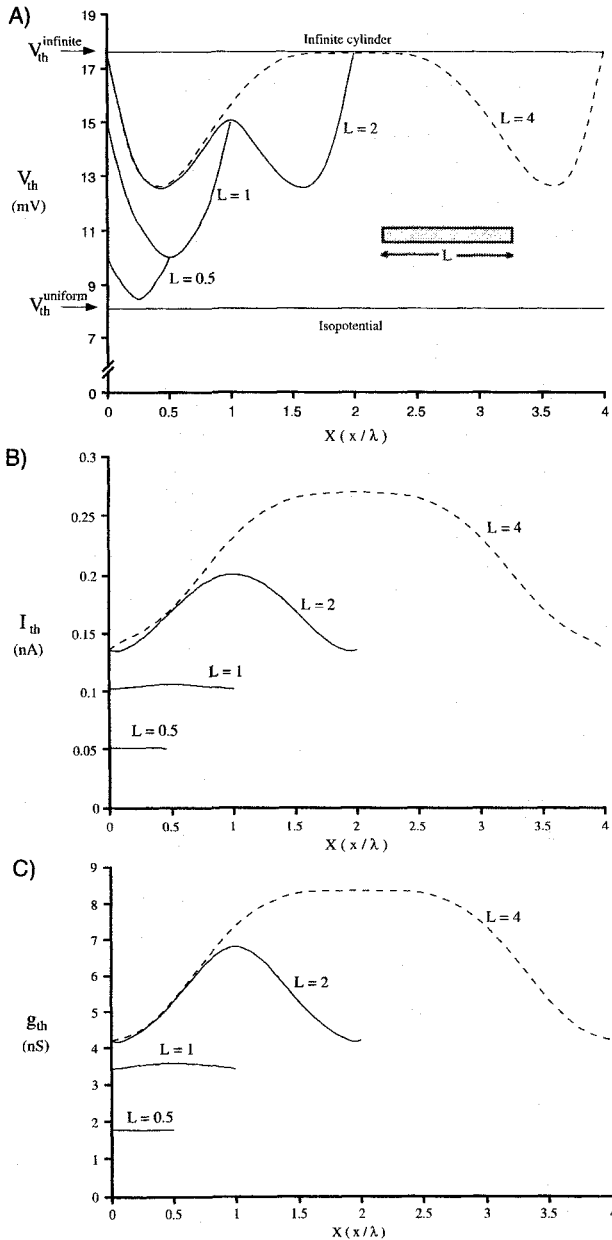 A)
V_th^infinite
Infinite cylinder
17
15
V_th
(mV)
13
11
9
V_th^uniform
7
0
L = 2
L = 4
L = 1
L = 0.5
L
Isopotential
0 0.5 1 1.5 2 2.5 3 3.5 4
X ( x / λ )
B)
0.3
0.25
0.2
I_th
(nA)
0.15
0.1
0.05
0
L = 4
L = 2
L = 1
L = 0.5
0 0.5 1 1.5 2 2.5 3 3.5 4
X ( x / λ )
C)
9
8
7
6
g_th
(nS)
5
4
3
2
1
0
L = 4
L = 2
L = 1
L = 0.5
0 0.5 1 1.5 2 2.5 3 3.5 4
X ( x / λ )